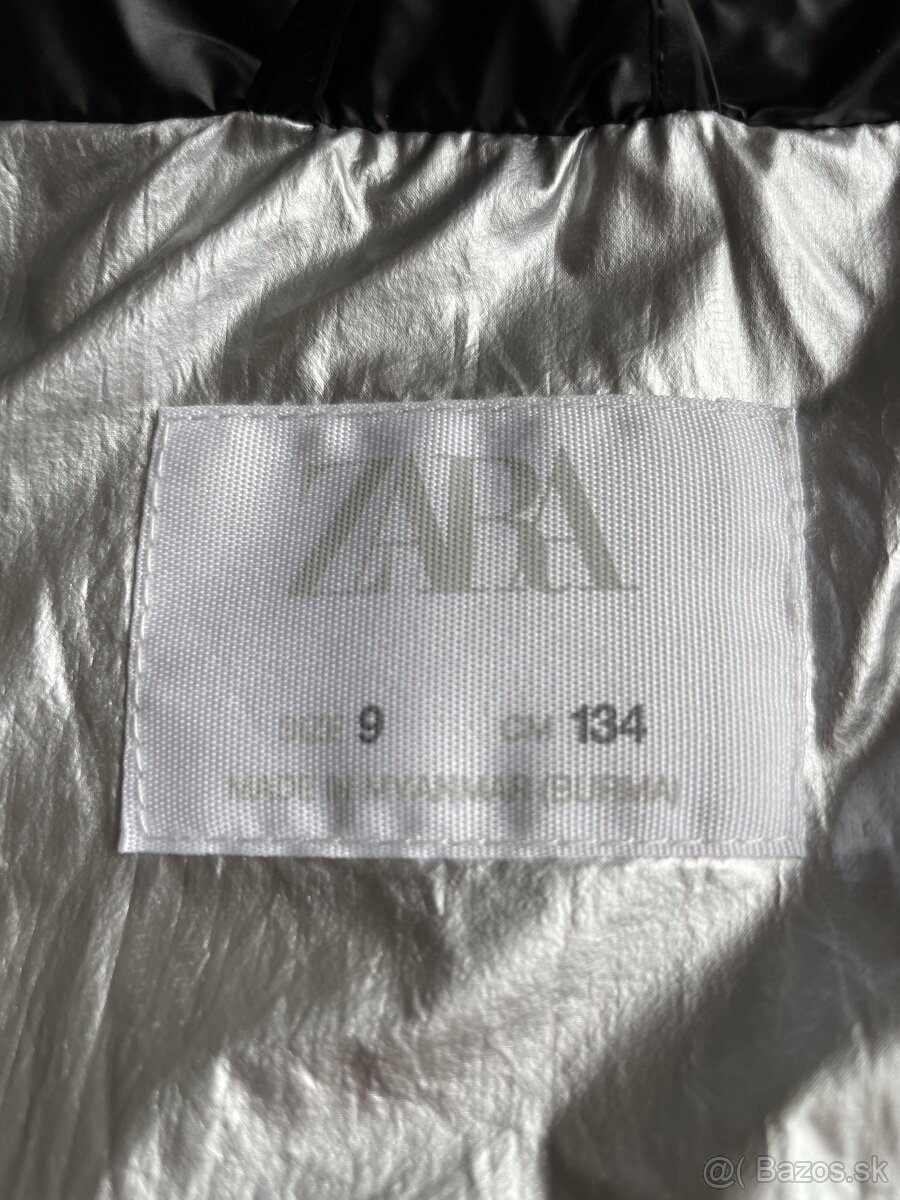 ZARA
SIZE 9 CM 134
MADE IN MYANMAR (BURMA)
@( Bazos.sk